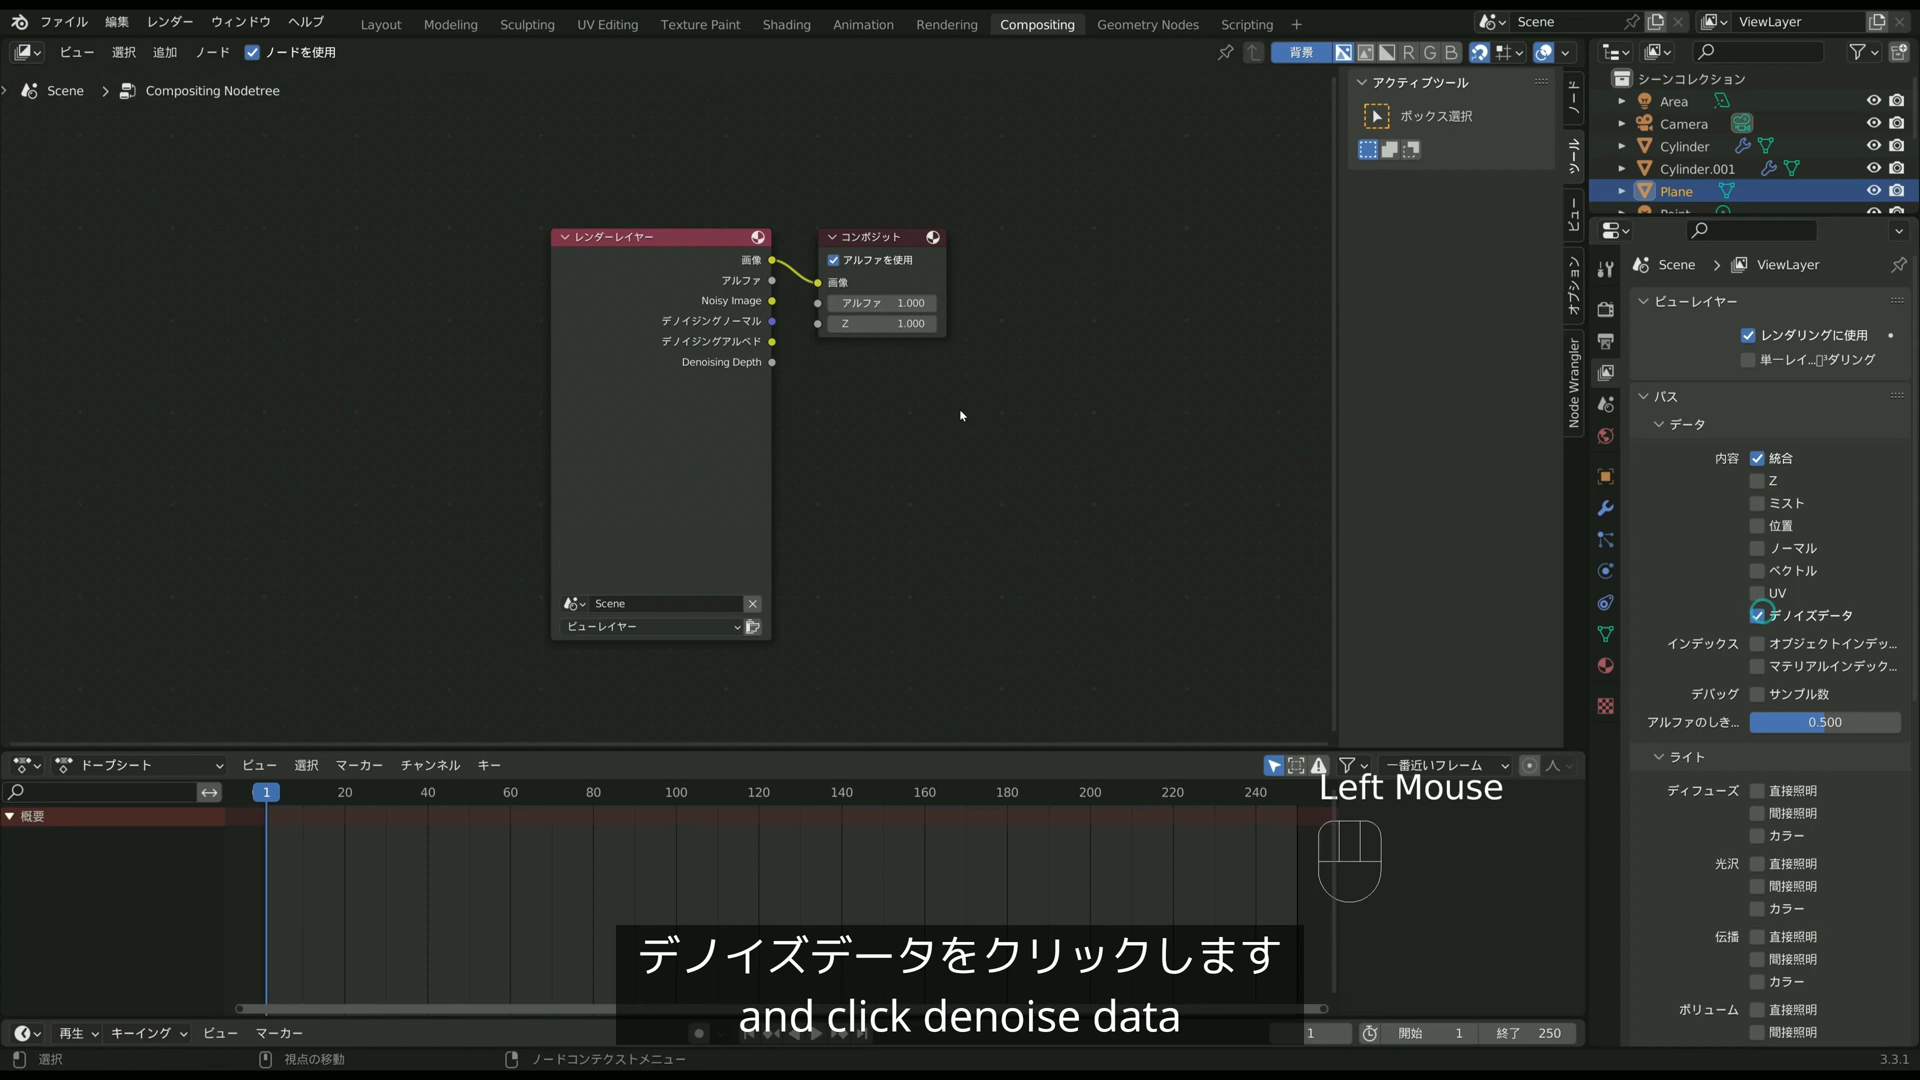 ファイル 編集 レンダー ウィンドウ ヘルプ Layout Modeling Sculpting UV Editing Texture Paint Shading Animation Rendering Compositing Geometry Nodes Scripting + Scene ViewLayer
ビュー 選択 追加 ノード ノードを使用 背景 R G B
Scene > Compositing Nodetree
レンダーレイヤー
画像
アルファ
Noisy Image
デノイジングノーマル
デノイジングアルベド
Denoising Depth
Scene
ビューレイヤー
コンポジット
アルファを使用
画像
アルファ 1.000
Z 1.000
アクティブツール
ボックス選択
ノード
ツール
ビュー
オプション
Node Wrangler
シーンコレクション
Area
Camera
Cylinder
Cylinder.001
Plane
Scene > ViewLayer
ビューレイヤー
レンダリングに使用
パス
データ
内容 統合
Z
ミスト
位置
ノーマル
ベクトル
UV
デノイズデータ
インデックス オブジェクトインデッ...
マテリアルインデック...
デバッグ サンプル数
アルファのしき... 0.500
ライト
ディフューズ 直接照明
間接照明
カラー
光沢 直接照明
間接照明
カラー
伝播 直接照明
間接照明
カラー
ボリューム 直接照明
間接照明
ドープシート ビュー 選択 マーカー チャンネル キー 一番近いフレーム
1 20 40 60 80 100 120 140 160 180 200 220 240
概要
Left Mouse
デノイズデータをクリックします
and click denoise data
再生 キーイング ビュー マーカー 1 開始 1 終了 250
選択 視点の移動 ノードコンテクストメニュー 3.3.1